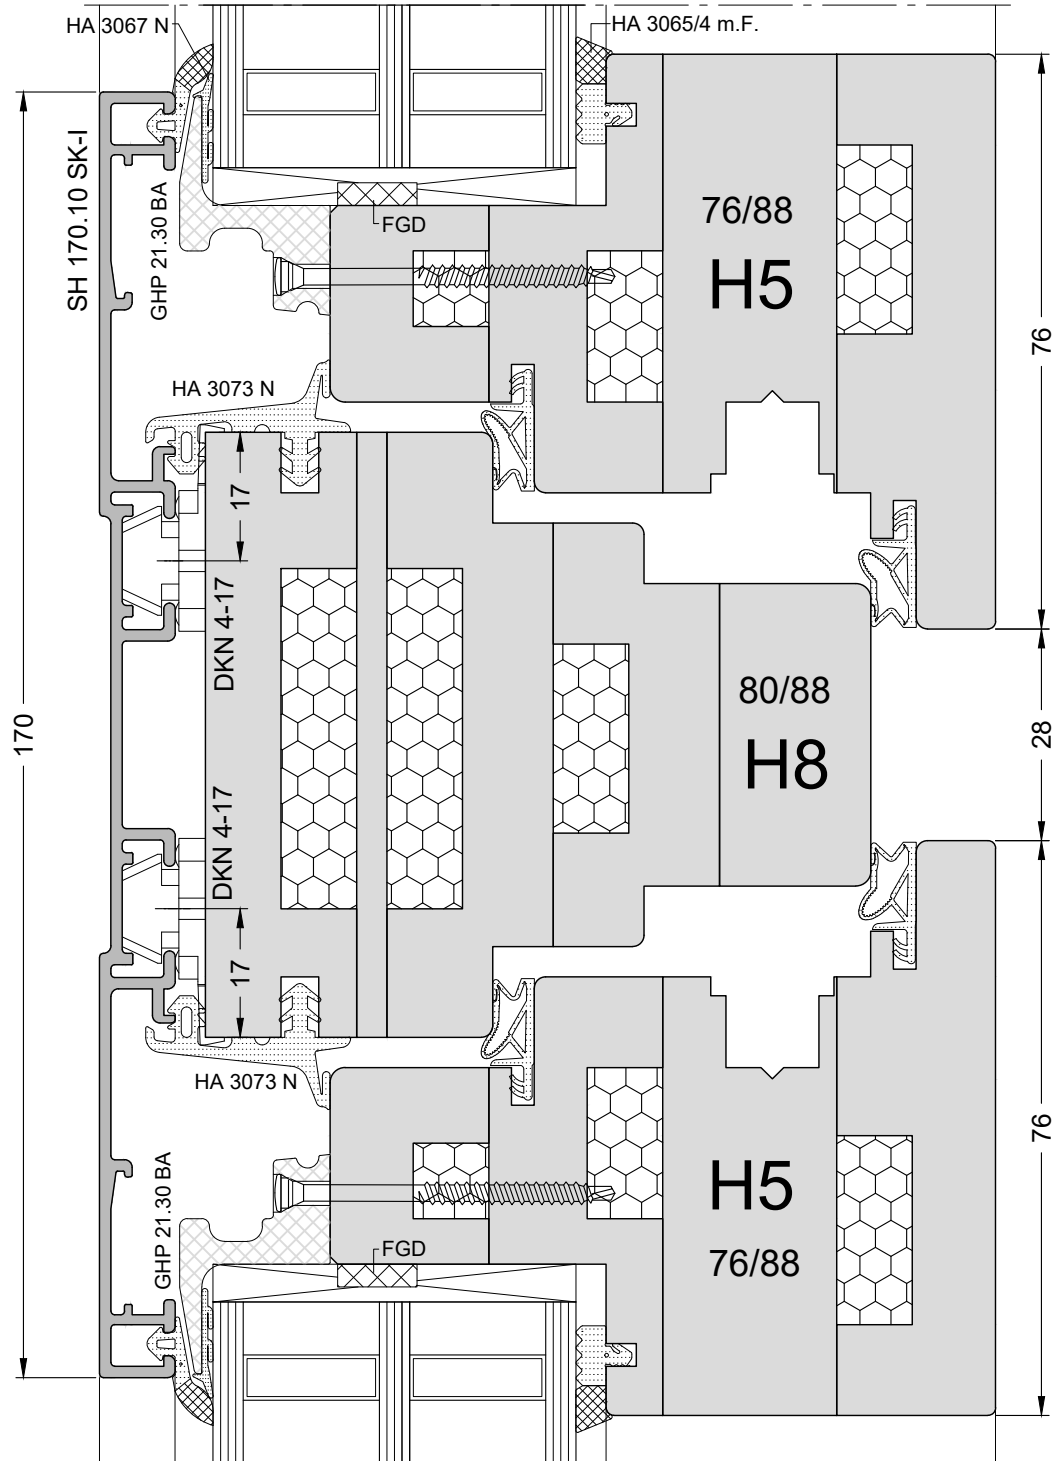 HA 3067 N
HA 3065/4 m.F.
SH 170.10 SK-I
GHP 21.30 BA
FGD
76/88
H5
76
HA 3073 N
17
DKN 4-17
170
80/88
H8
28
DKN 4-17
17
HA 3073 N
76
GHP 21.30 BA
H5
FGD
76/88